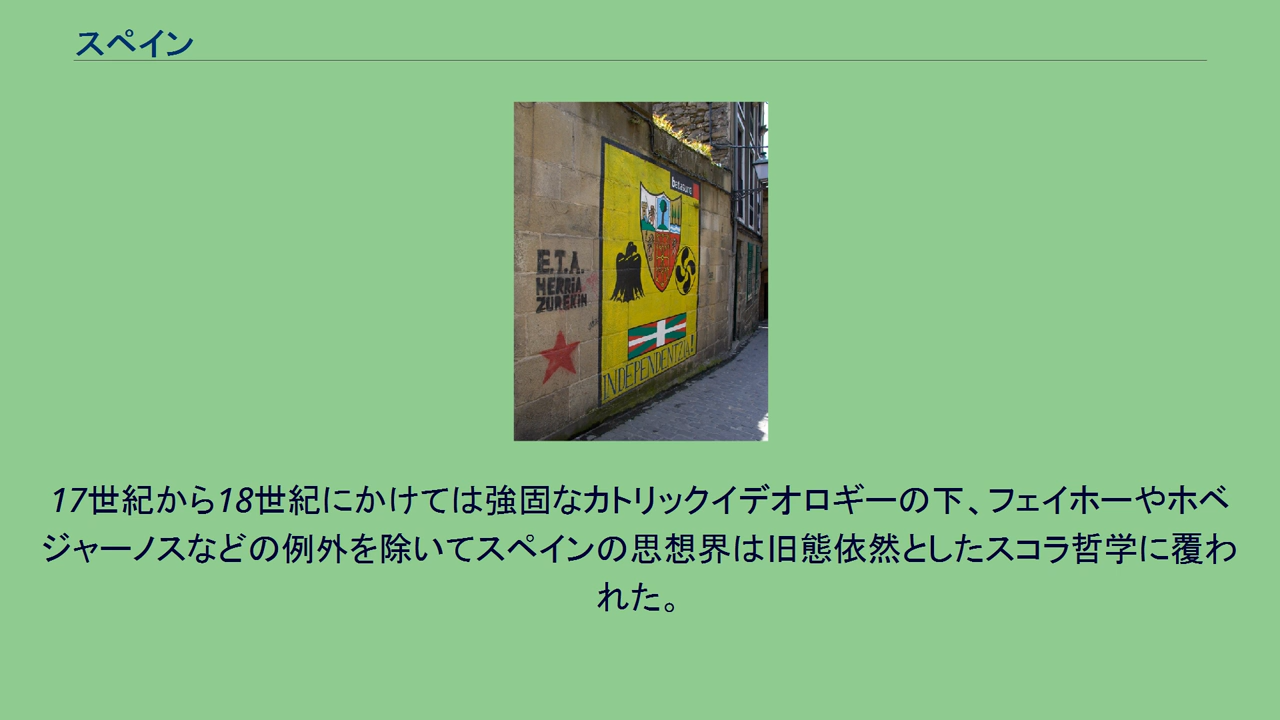 スペイン
batasuna
E.T.A.
HERRIA
ZUREKIN
INDEPENDENTZIA!
17世紀から18世紀にかけては強固なカトリックイデオロギーの下、フェイホーやホベ
ジャーノスなどの例外を除いてスペインの思想界は旧態依然としたスコラ哲学に覆わ
れた。